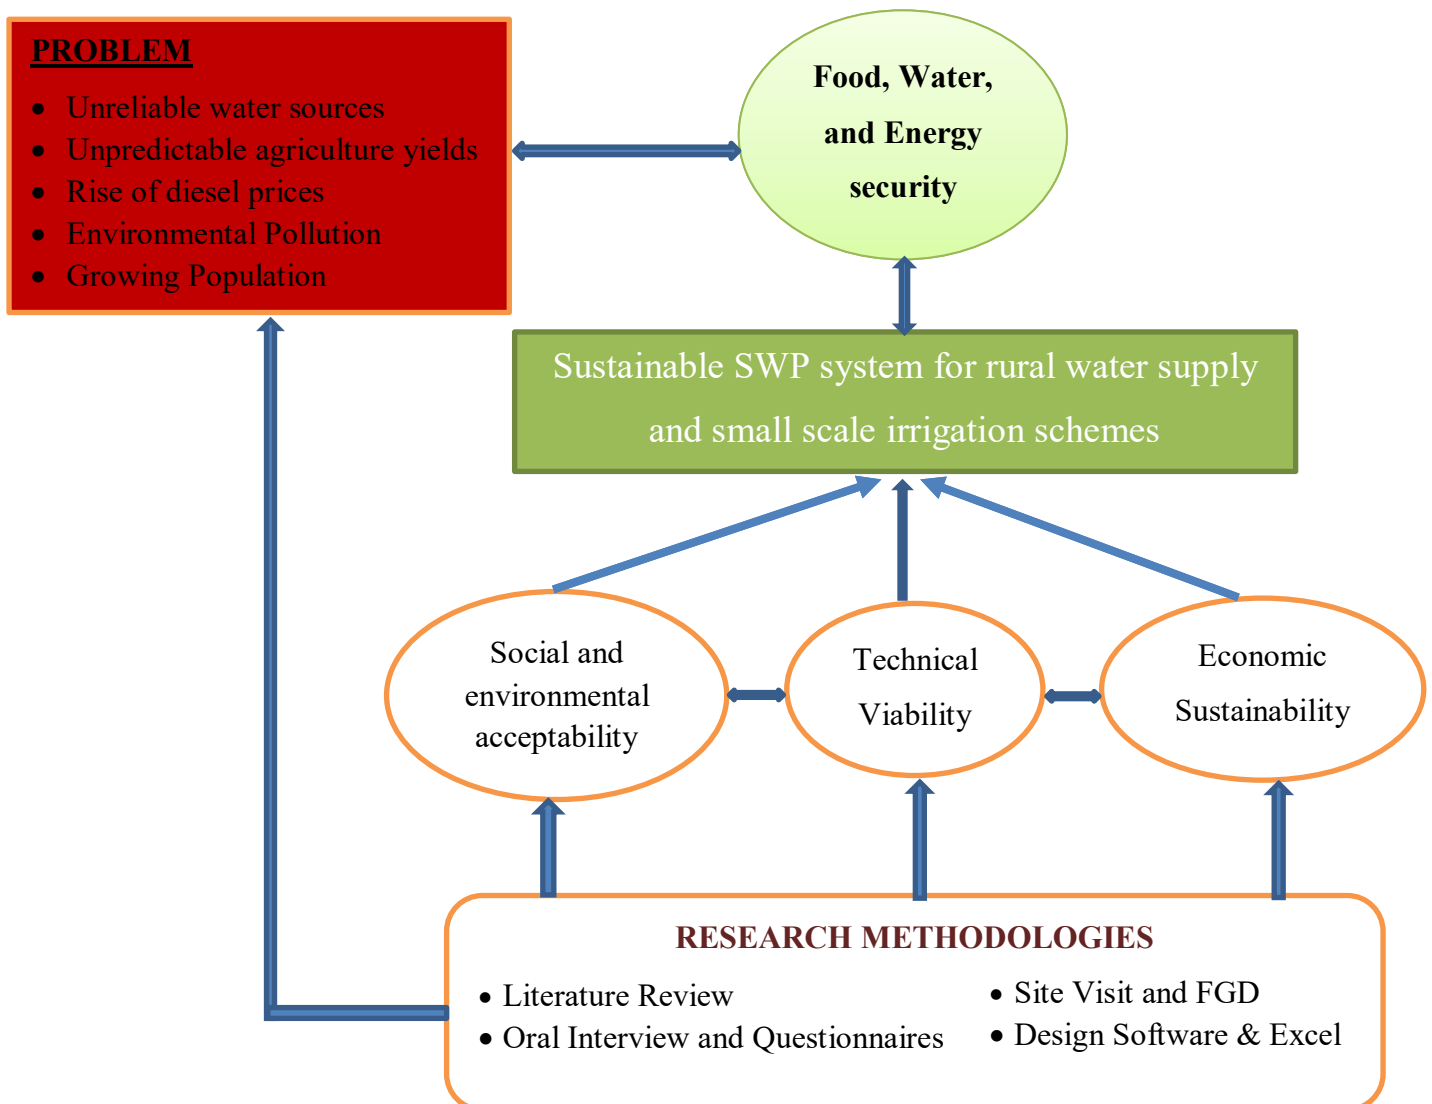 PROBLEM
• Unreliable water sources
• Unpredictable agriculture yields
• Rise of diesel prices
• Environmental Pollution
• Growing Population
Food, Water,
and Energy
security
Sustainable SWP system for rural water supply
and small scale irrigation schemes
Social and
environmental
acceptability
Technical
Viability
Economic
Sustainability
RESEARCH METHODOLOGIES
• Literature Review
• Oral Interview and Questionnaires
• Site Visit and FGD
• Design Software & Excel